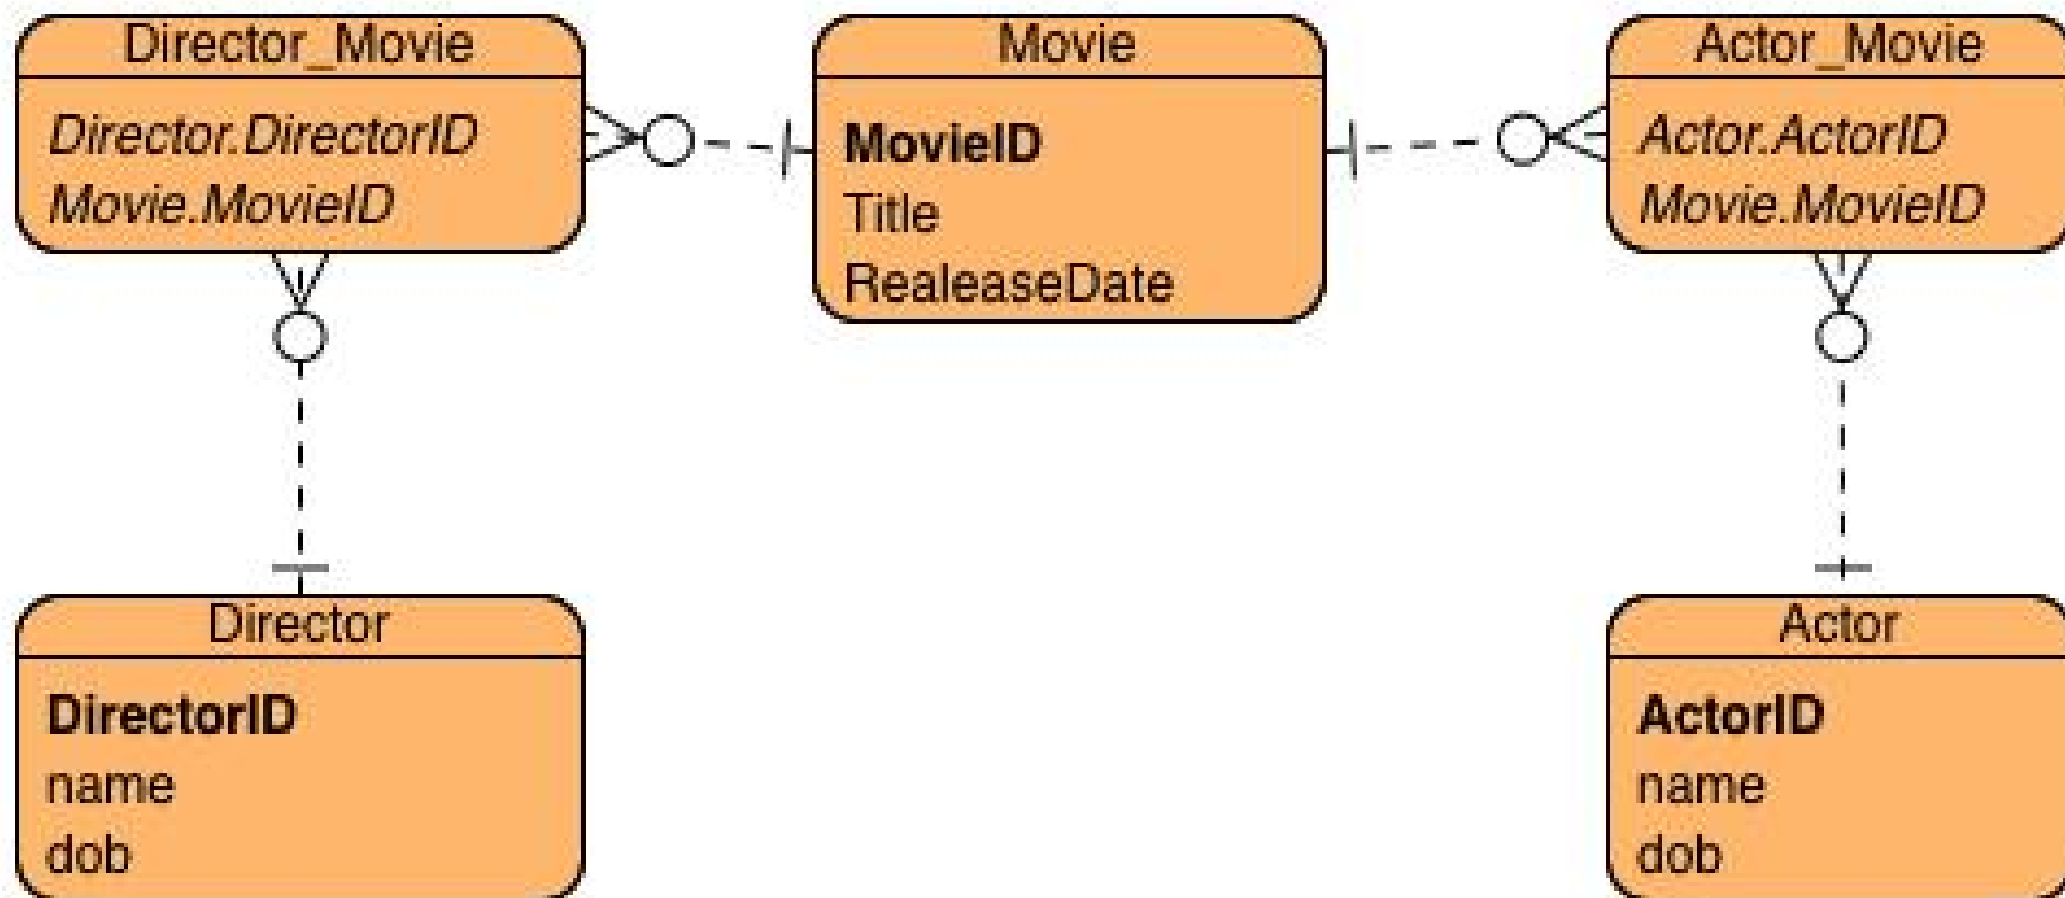 Director_Movie
Director.DirectorID
Movie.MovieID
Movie
MovieID
Title
RealeaseDate
Actor_Movie
Actor.ActorID
Movie.MovieID
Director
DirectorID
name
dob
Actor
ActorID
name
dob